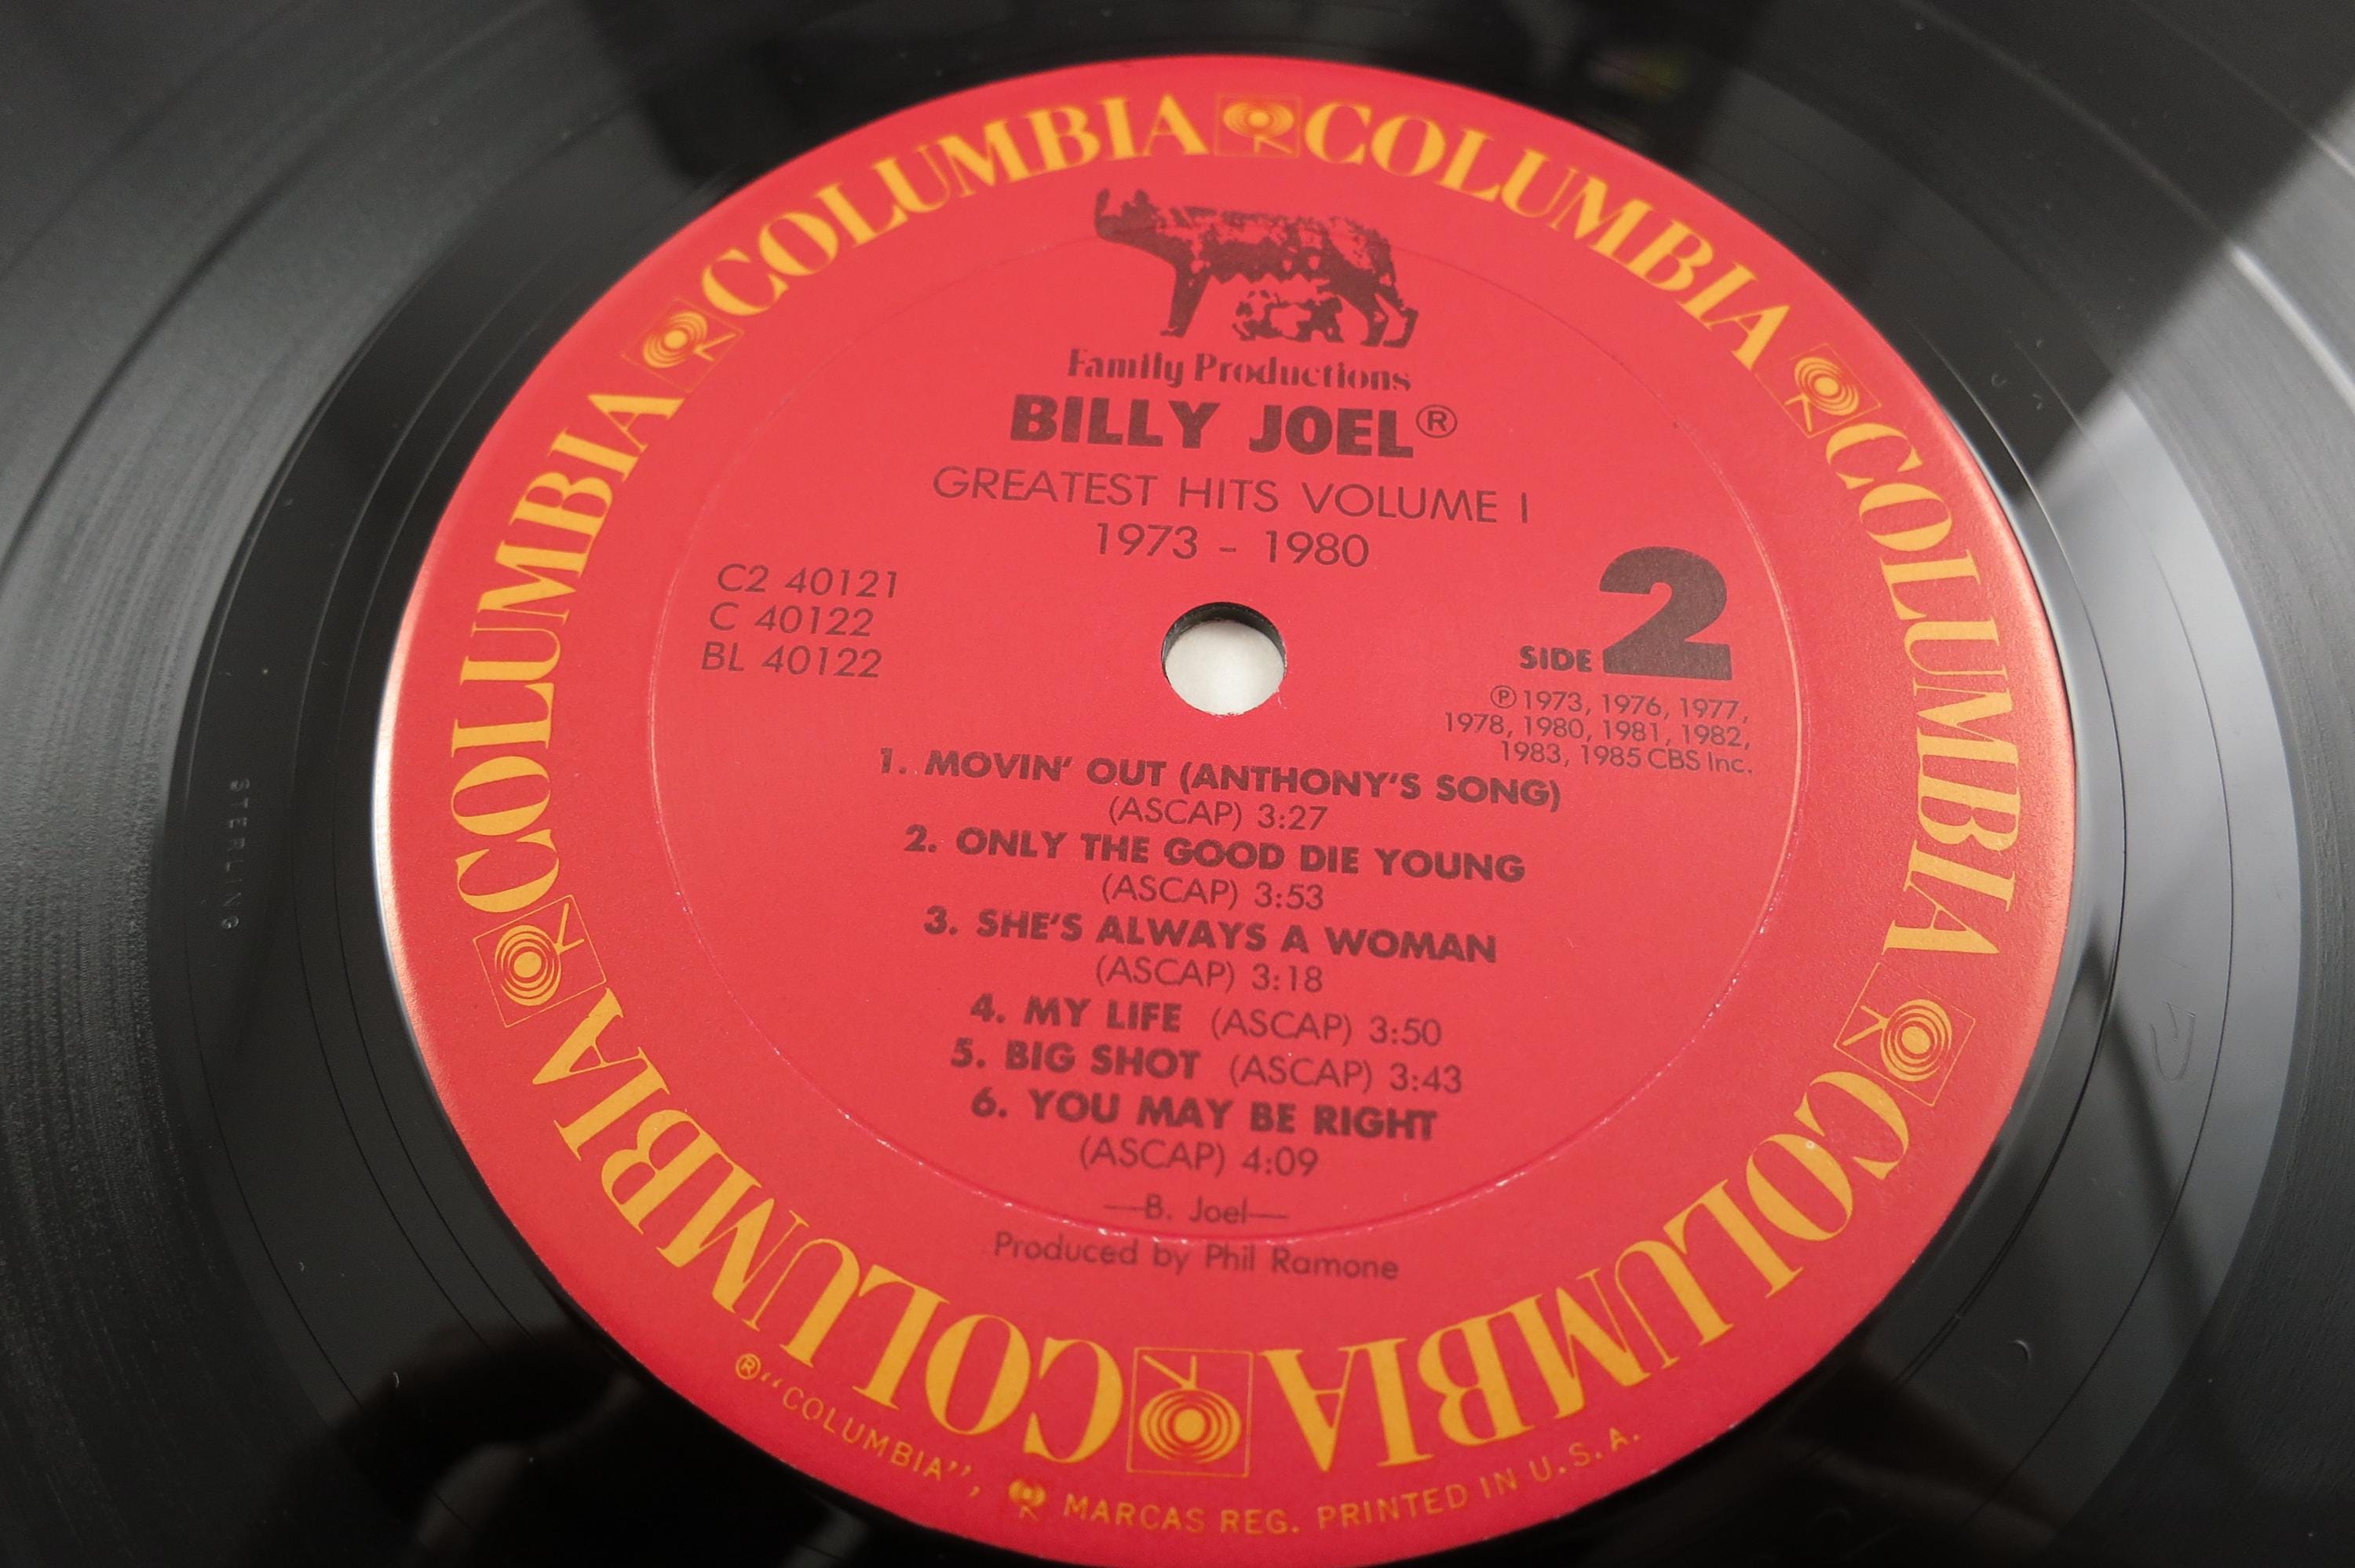 COLUMBIA COLUMBIA COLUMBIA COLUMBIA COLUMBIA COLUMBIA
Family Productions
BILLY JOEL®
GREATEST HITS VOLUME I
1973 - 1980
C2 40121
C 40122
BL 40122
SIDE 2
℗ 1973, 1976, 1977,
1978, 1980, 1981, 1982,
1983, 1985 CBS Inc.
1. MOVIN' OUT (ANTHONY'S SONG)
(ASCAP) 3:27
2. ONLY THE GOOD DIE YOUNG
(ASCAP) 3:53
3. SHE'S ALWAYS A WOMAN
(ASCAP) 3:18
4. MY LIFE (ASCAP) 3:50
5. BIG SHOT (ASCAP) 3:43
6. YOU MAY BE RIGHT
(ASCAP) 4:09
—B. Joel—
Produced by Phil Ramone
® "COLUMBIA", MARCAS REG. PRINTED IN U.S.A.
STERLING